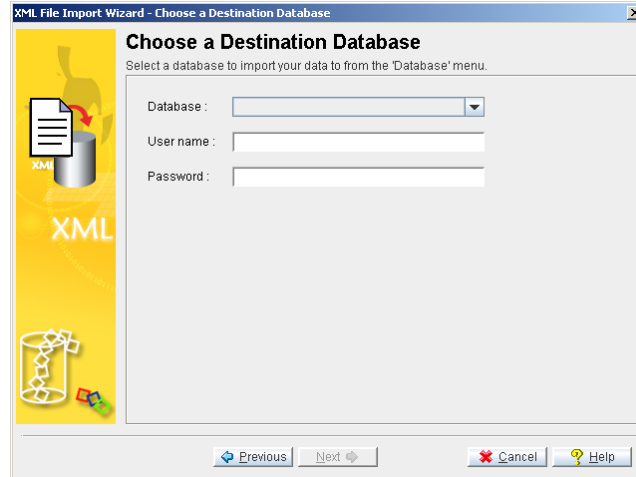 XML File Import Wizard - Choose a Destination Database
Choose a Destination Database
Select a database to import your data to from the 'Database' menu.
Database :
User name :
Password :
XML
XML
Previous Next Cancel Help